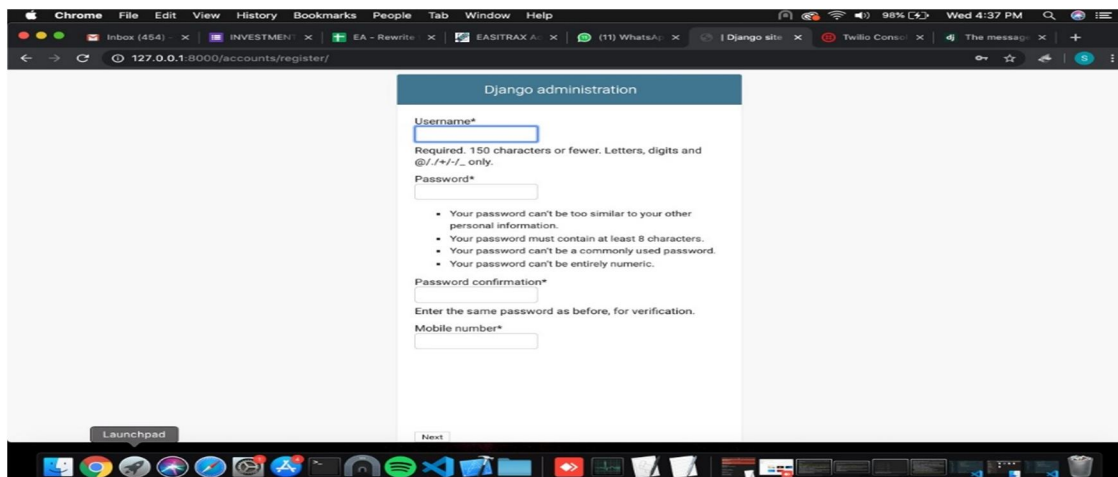 Chrome File Edit View History Bookmarks People Tab Window Help 98% Wed 4:37 PM
Inbox (454) - INVESTMENT EA - Rewrite EASITRAX Ac (11) WhatsAp | Django site Twilio Consol The message
127.0.0.1:8000/accounts/register/ S
Django administration
Username*
Required. 150 characters or fewer. Letters, digits and
@/./+/-/_ only.
Password*
Your password can't be too similar to your other
personal information.
Your password must contain at least 8 characters.
Your password can't be a commonly used password.
Your password can't be entirely numeric.
Password confirmation*
Enter the same password as before, for verification.
Mobile number*
Next
Launchpad